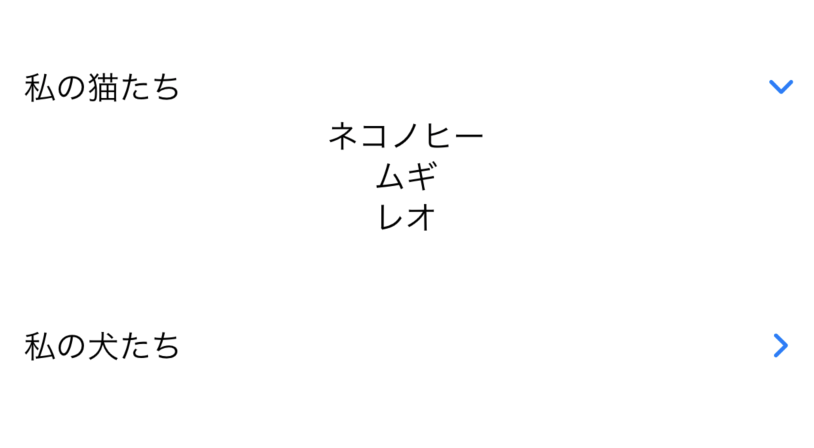 私の猫たち
ネコノヒー
ムギ
レオ
私の犬たち